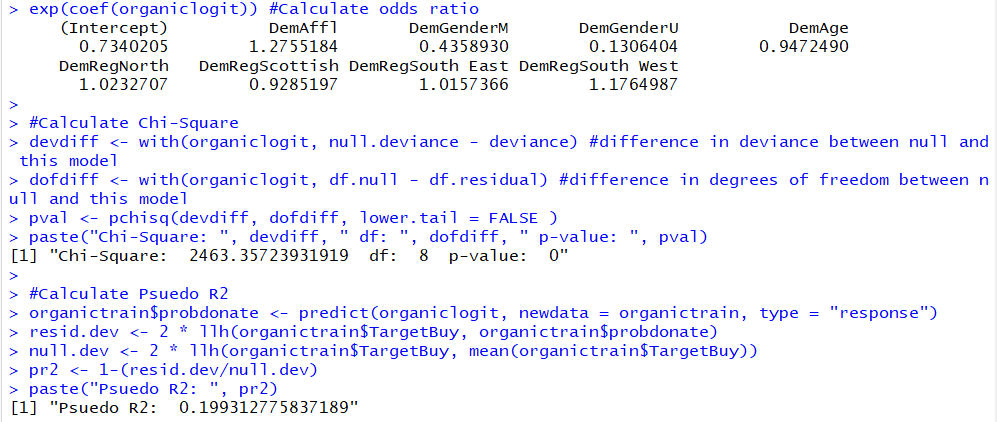 > exp(coef(organiclogit)) #Calculate odds ratio
(Intercept) DemAffl DemGenderM DemGenderU DemAge
0.7340205 1.2755184 0.4358930 0.1306404 0.9472490
DemRegNorth DemRegScottish DemRegSouth East DemRegSouth West
1.0232707 0.9285197 1.0157366 1.1764987
>
> #Calculate Chi-Square
> devdiff <- with(organiclogit, null.deviance - deviance) #difference in deviance between null and
this model
> dofdiff <- with(organiclogit, df.null - df.residual) #difference in degrees of freedom between n
ull and this model
> pval <- pchisq(devdiff, dofdiff, lower.tail = FALSE )
> paste("Chi-Square: ", devdiff, " df: ", dofdiff, " p-value: ", pval)
[1] "Chi-Square:  2463.35723931919  df:  8  p-value:  0"
>
> #Calculate Psuedo R2
> organictrain$probdonate <- predict(organiclogit, newdata = organictrain, type = "response")
> resid.dev <- 2 * llh(organictrain$TargetBuy, organictrain$probdonate)
> null.dev <- 2 * llh(organictrain$TargetBuy, mean(organictrain$TargetBuy))
> pr2 <- 1-(resid.dev/null.dev)
> paste("Psuedo R2: ", pr2)
[1] "Psuedo R2:  0.199312775837189"